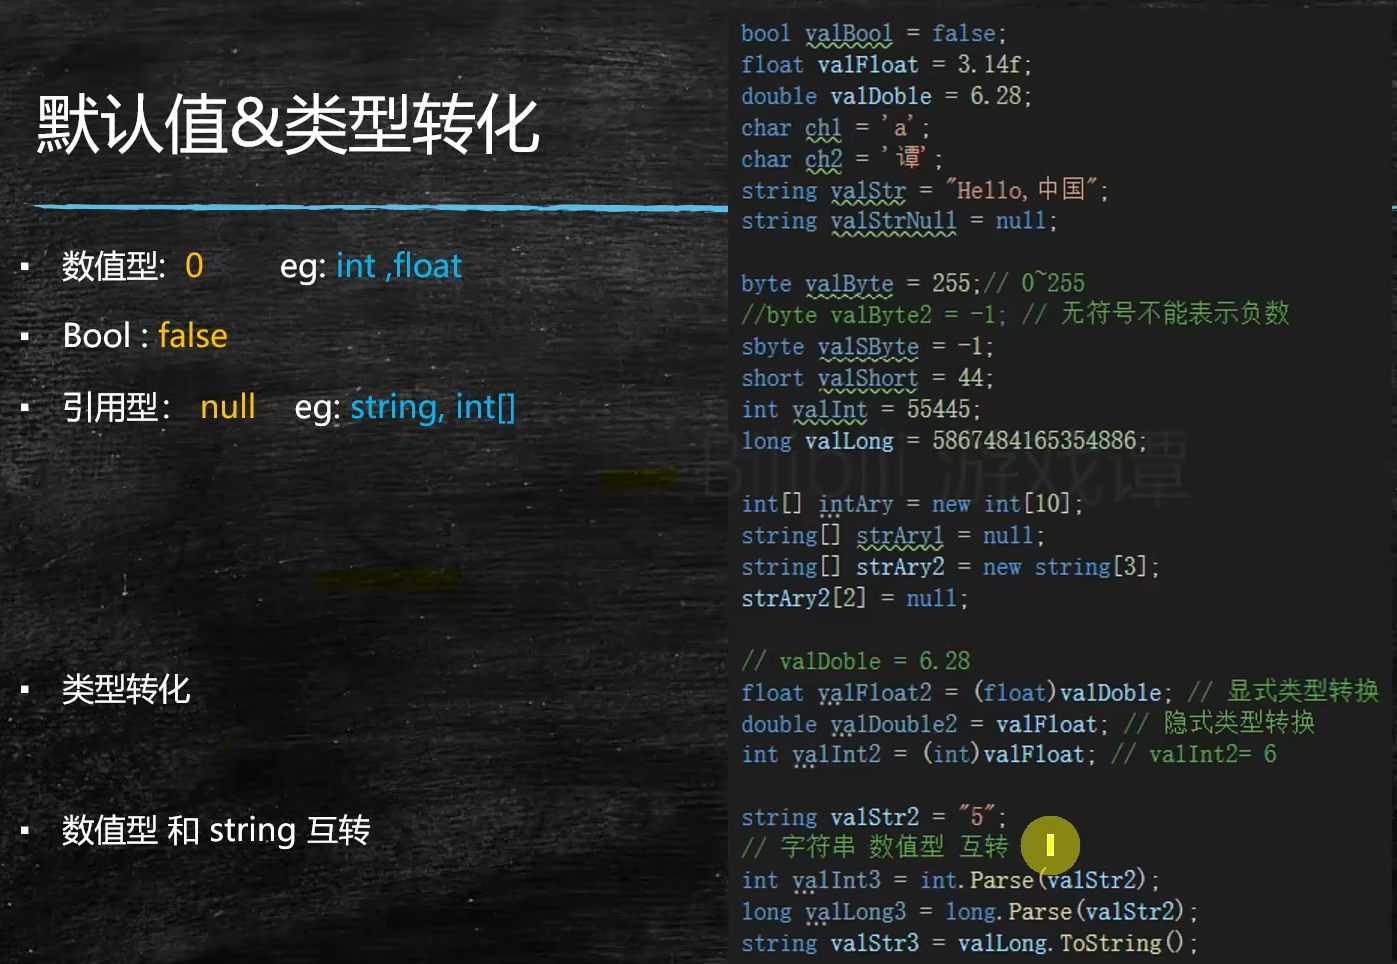 默认值&类型转化
▪ 数值型: 0 eg: int ,float
▪ Bool : false
▪ 引用型: null eg: string, int[]
▪ 类型转化
▪ 数值型 和 string 互转
bool valBool = false;
float valFloat = 3.14f;
double valDoble = 6.28;
char ch1 = 'a';
char ch2 = '谭';
string valStr = "Hello,中国";
string valStrNull = null;
byte valByte = 255;// 0~255
//byte valByte2 = -1; // 无符号不能表示负数
sbyte valSByte = -1;
short valShort = 44;
int valInt = 55445;
long valLong = 5867484165354886;
Bilibili 游戏谭
int[] intAry = new int[10];
string[] strAry1 = null;
string[] strAry2 = new string[3];
strAry2[2] = null;
// valDoble = 6.28
float valFloat2 = (float)valDoble; // 显式类型转换
double valDouble2 = valFloat; // 隐式类型转换
int valInt2 = (int)valFloat; // valInt2= 6
string valStr2 = "5";
// 字符串 数值型 互转
int valInt3 = int.Parse(valStr2);
long valLong3 = long.Parse(valStr2);
string valStr3 = valLong.ToString();